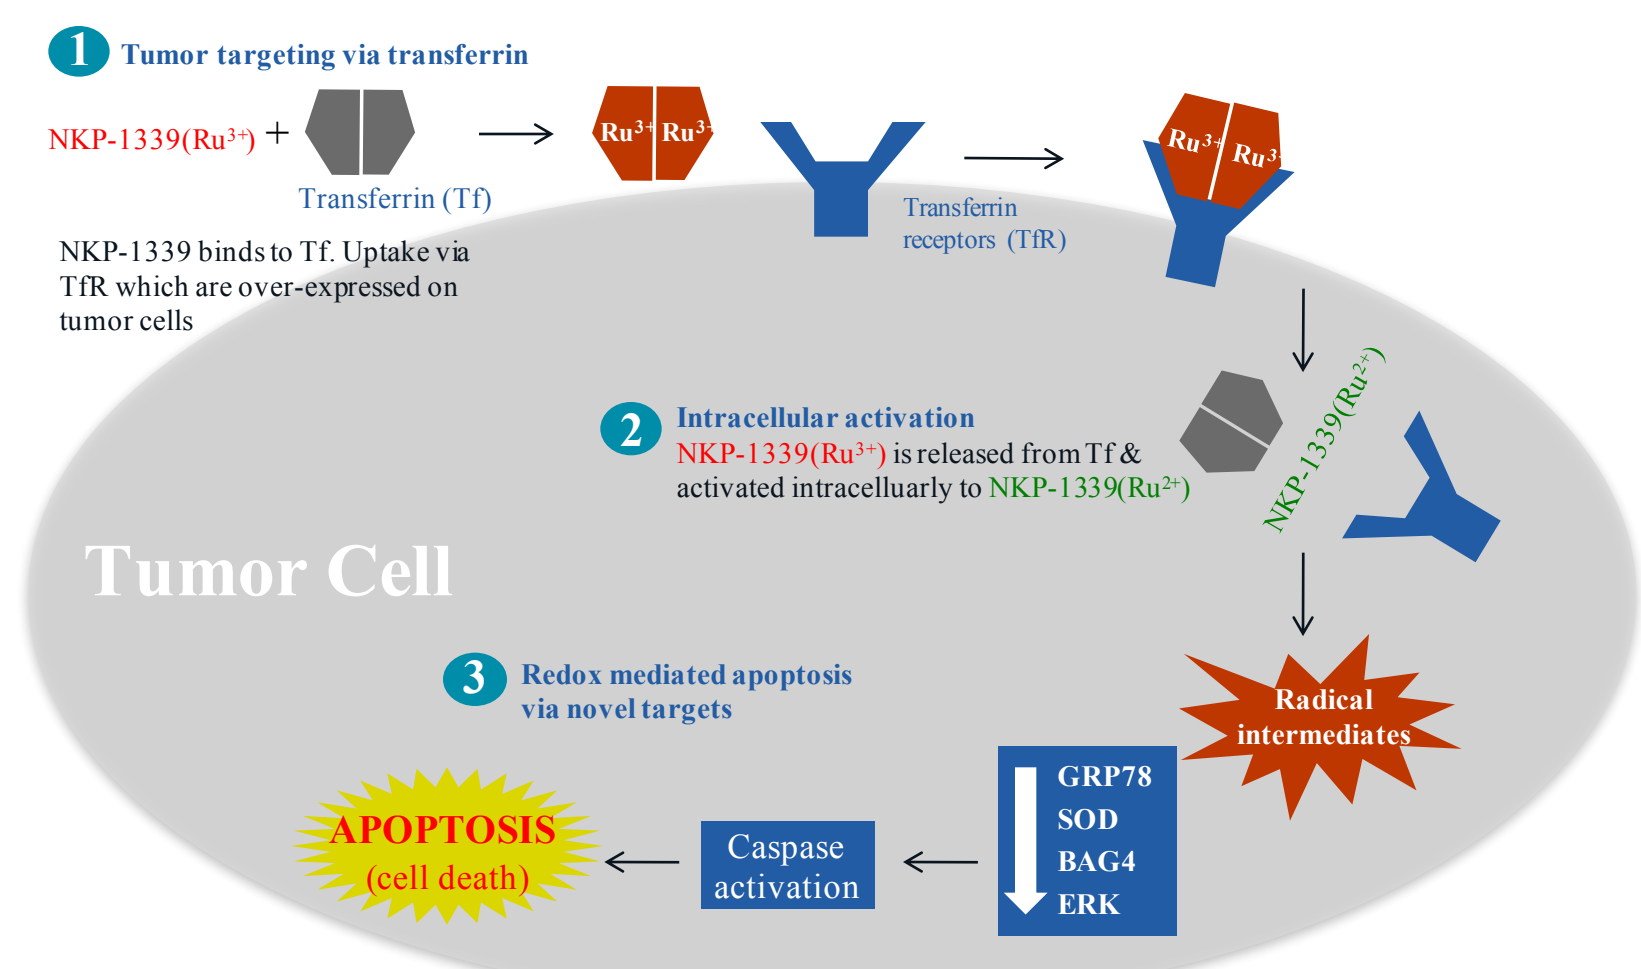 1 Tumor targeting via transferrin
NKP-1339(Ru³⁺) +
Transferrin (Tf)
Ru³⁺ Ru³⁺
Transferrin
receptors (TfR)
Ru³⁺ Ru³⁺
NKP-1339 binds to Tf. Uptake via
TfR which are over-expressed on
tumor cells
2 Intracellular activation
NKP-1339(Ru³⁺) is released from Tf &
activated intracelluarly to NKP-1339(Ru²⁺)
NKP-1339(Ru²⁺)
Tumor Cell
3 Redox mediated apoptosis
via novel targets
Radical
intermediates
GRP78
SOD
BAG4
ERK
Caspase
activation
APOPTOSIS
(cell death)